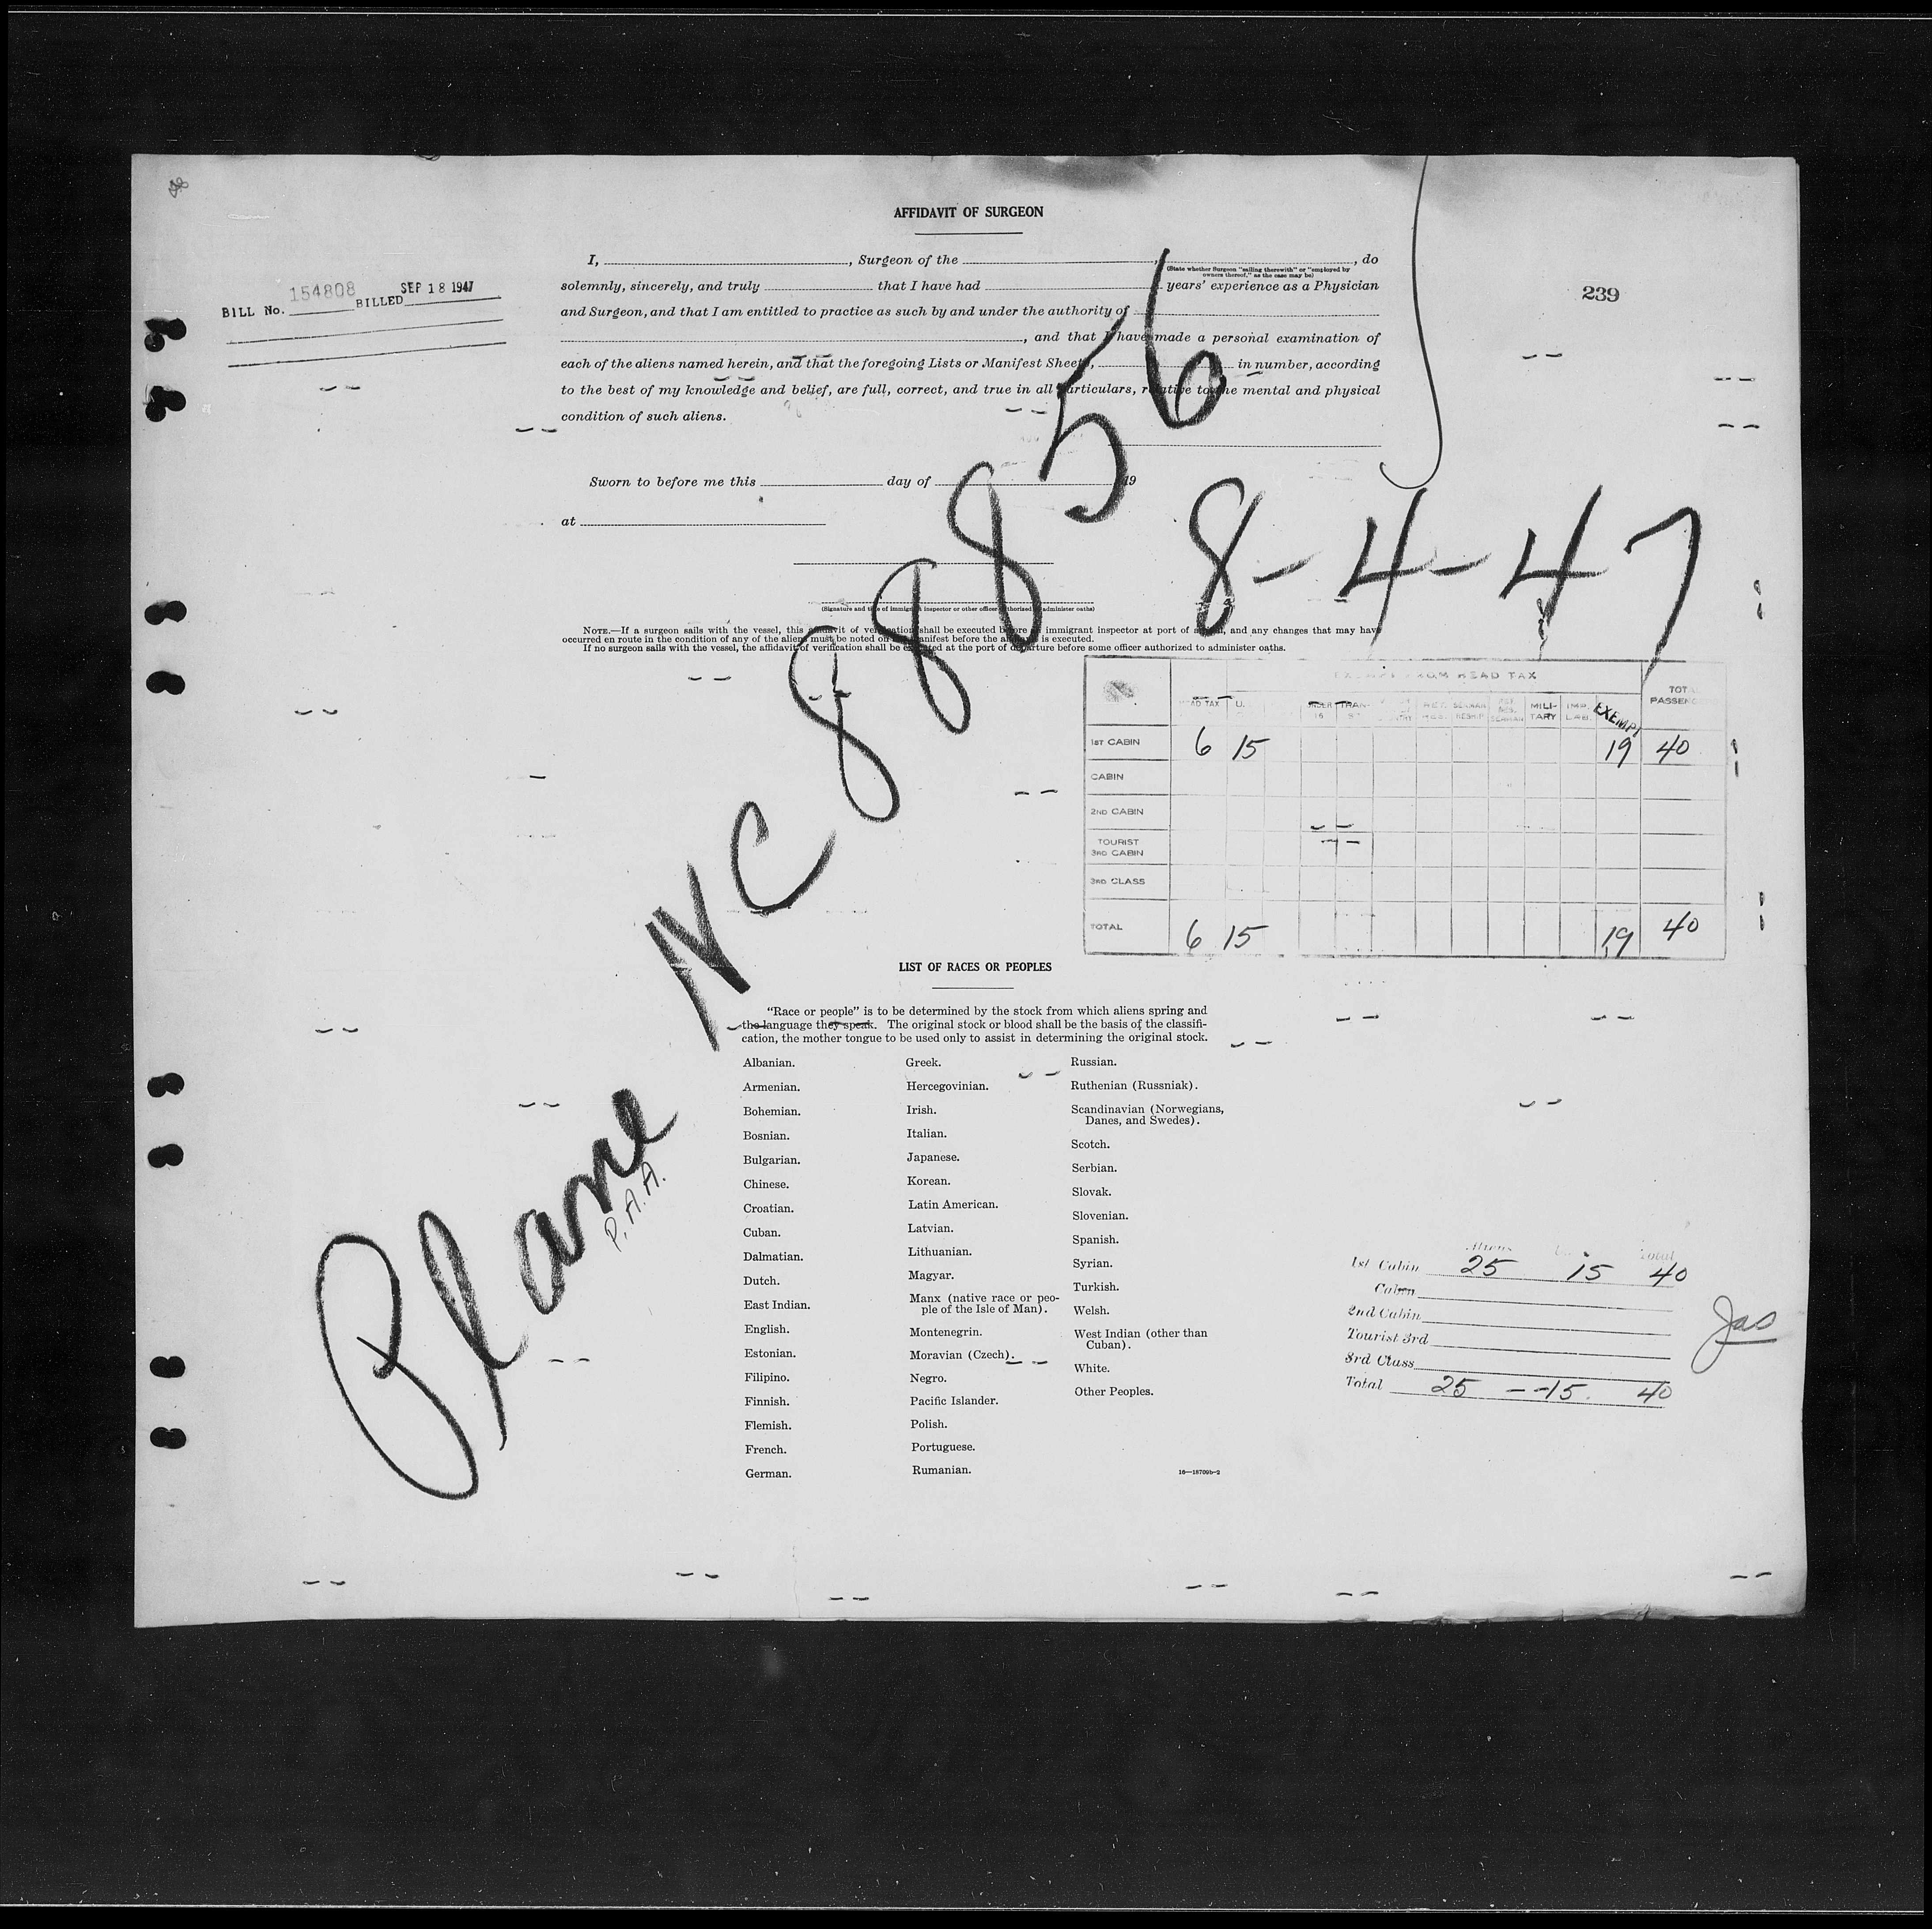 AFFIDAVIT OF SURGEON
I, , Surgeon of the , , do
(State whether Surgeon "sailing therewith" or "employed by
owners thereof," as the case may be)
solemnly, sincerely, and truly that I have had years' experience as a Physician
and Surgeon, and that I am entitled to practice as such by and under the authority of
, and that I have made a personal examination of
each of the aliens named herein, and that the foregoing Lists or Manifest Sheets, in number, according
to the best of my knowledge and belief, are full, correct, and true in all particulars, relative to the mental and physical
condition of such aliens.
BILL No. 154808 BILLED SEP 18 1947
239
Sworn to before me this day of 19
at
(Signature and title of immigrant inspector or other officer authorized to administer oaths)
NOTE.—If a surgeon sails with the vessel, this affidavit of verification shall be executed before an immigrant inspector at port of arrival, and any changes that may have
occurred en route in the condition of any of the aliens must be noted on the manifest before the affidavit is executed.
If no surgeon sails with the vessel, the affidavit of verification shall be executed at the port of departure before some officer authorized to administer oaths.
Plane NC 88856
P.A.A.
8-4-47
EXEMPT FROM HEAD TAX
HEAD TAX U. UNDER 16 TRAN- MILI- TARY IMP. LAB. EXEMPT TOTAL PASSENG
1ST CABIN 6 15 19 40
CABIN
2ND CABIN
TOURIST
3RD CABIN
3RD CLASS
TOTAL 6 15 19 40
LIST OF RACES OR PEOPLES
"Race or people" is to be determined by the stock from which aliens spring and
the language they speak. The original stock or blood shall be the basis of the classifi-
cation, the mother tongue to be used only to assist in determining the original stock.
Albanian.
Armenian.
Bohemian.
Bosnian.
Bulgarian.
Chinese.
Croatian.
Cuban.
Dalmatian.
Dutch.
East Indian.
English.
Estonian.
Filipino.
Finnish.
Flemish.
French.
German.
Greek.
Hercegovinian.
Irish.
Italian.
Japanese.
Korean.
Latin American.
Latvian.
Lithuanian.
Magyar.
Manx (native race or peo-
ple of the Isle of Man).
Montenegrin.
Moravian (Czech).
Negro.
Pacific Islander.
Polish.
Portuguese.
Rumanian.
Russian.
Ruthenian (Russniak).
Scandinavian (Norwegians,
Danes, and Swedes).
Scotch.
Serbian.
Slovak.
Slovenian.
Spanish.
Syrian.
Turkish.
Welsh.
West Indian (other than
Cuban).
White.
Other Peoples.
16—18709b-2
Aliens Total
1st Cabin 25 15 40
Cabin
2nd Cabin
Tourist 3rd
3rd Class
Total 25 --15. 40
Jas